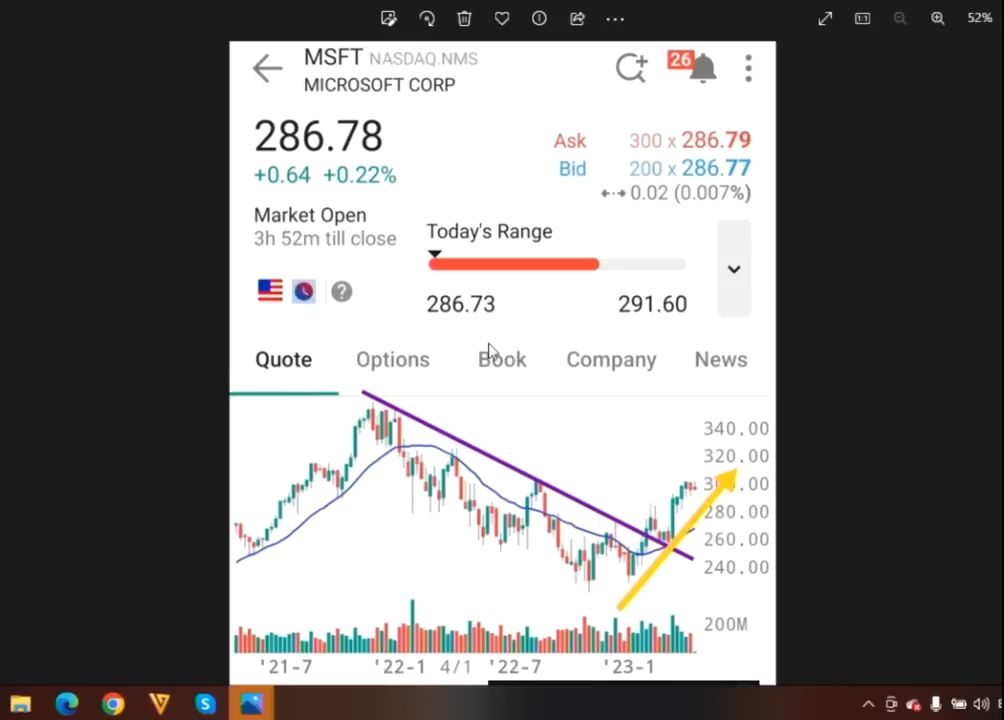 52%
MSFT NASDAQ.NMS
26
MICROSOFT CORP
286.78
+0.64 +0.22%
Ask 300 x 286.79
Bid 200 x 286.77
0.02 (0.007%)
Market Open
3h 52m till close
Today's Range
286.73 291.60
Quote Options Book Company News
340.00
320.00
280.00
260.00
240.00
200M
'21-7 '22-1 4/1 '22-7 '23-1